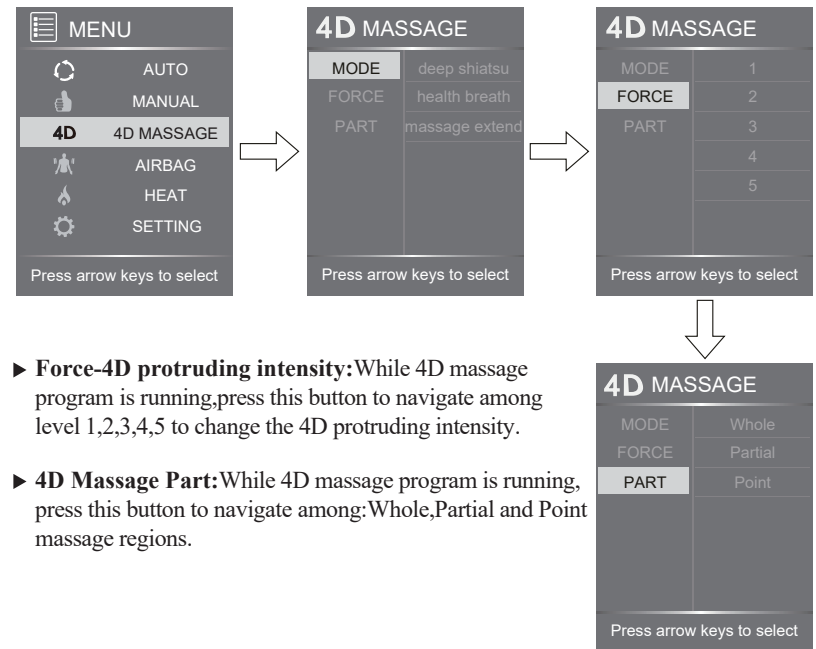 MENU
AUTO
MANUAL
4D 4D MASSAGE
AIRBAG
HEAT
SETTING
Press arrow keys to select
4D MASSAGE
MODE deep shiatsu
FORCE health breath
PART massage extend
Press arrow keys to select
4D MASSAGE
MODE 1
FORCE 2
PART 3
4
5
Press arrow keys to select
▶ Force-4D protruding intensity:While 4D massage
program is running,press this button to navigate among
level 1,2,3,4,5 to change the 4D protruding intensity.
▶ 4D Massage Part:While 4D massage program is running,
press this button to navigate among:Whole,Partial and Point
massage regions.
4D MASSAGE
MODE Whole
FORCE Partial
PART Point
Press arrow keys to select